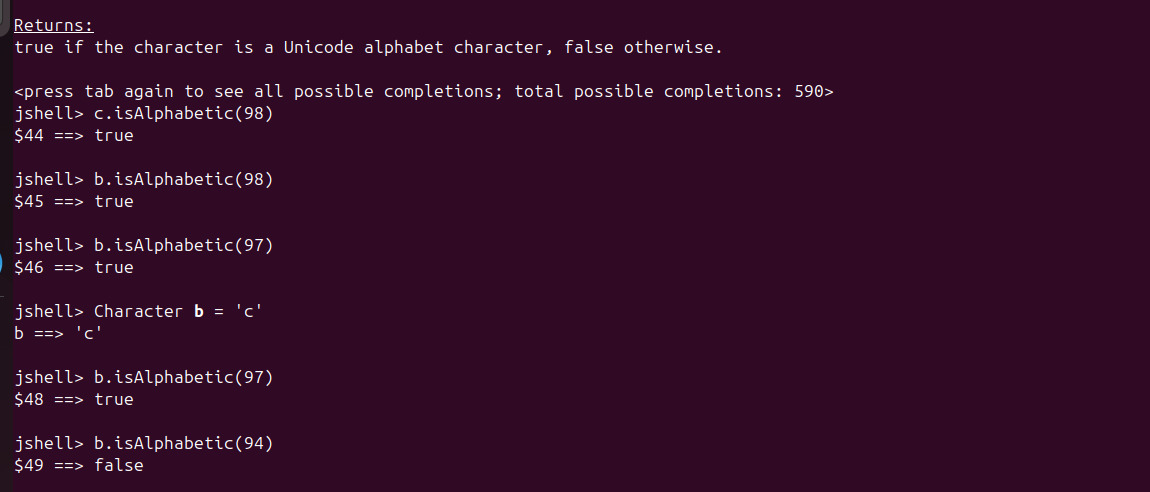 Returns:
true if the character is a Unicode alphabet character, false otherwise.
<press tab again to see all possible completions; total possible completions: 590>
jshell> c.isAlphabetic(98)
$44 ==> true
jshell> b.isAlphabetic(98)
$45 ==> true
jshell> b.isAlphabetic(97)
$46 ==> true
jshell> Character b = 'c'
b ==> 'c'
jshell> b.isAlphabetic(97)
$48 ==> true
jshell> b.isAlphabetic(94)
$49 ==> false